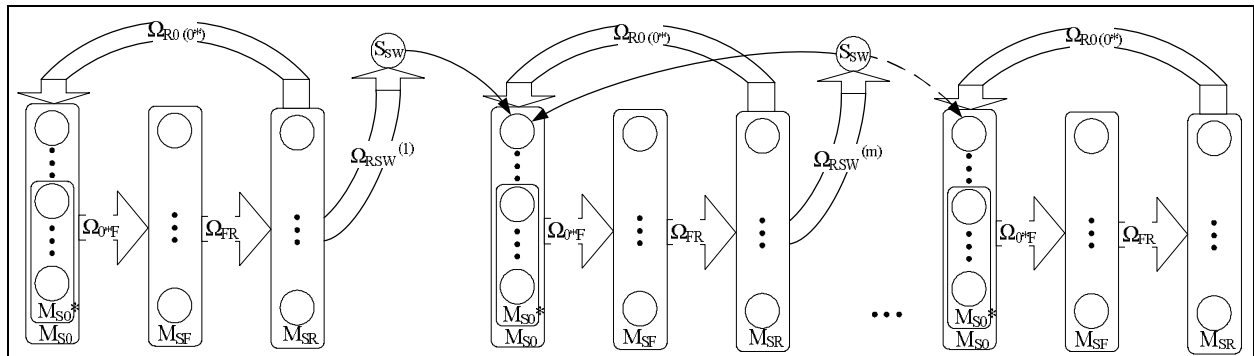 Ω_R0 (0*) S_SW Ω_R0 (0*) S_SW Ω_R0 (0*)
Ω_RSW^(1) Ω_RSW^(m)
Ω_0*F Ω_FR Ω_0*F Ω_FR Ω_0*F Ω_FR
M_S0* M_S0* M_S0*
M_S0 M_SF M_SR M_S0 M_SF M_SR ... M_S0 M_SF M_SR